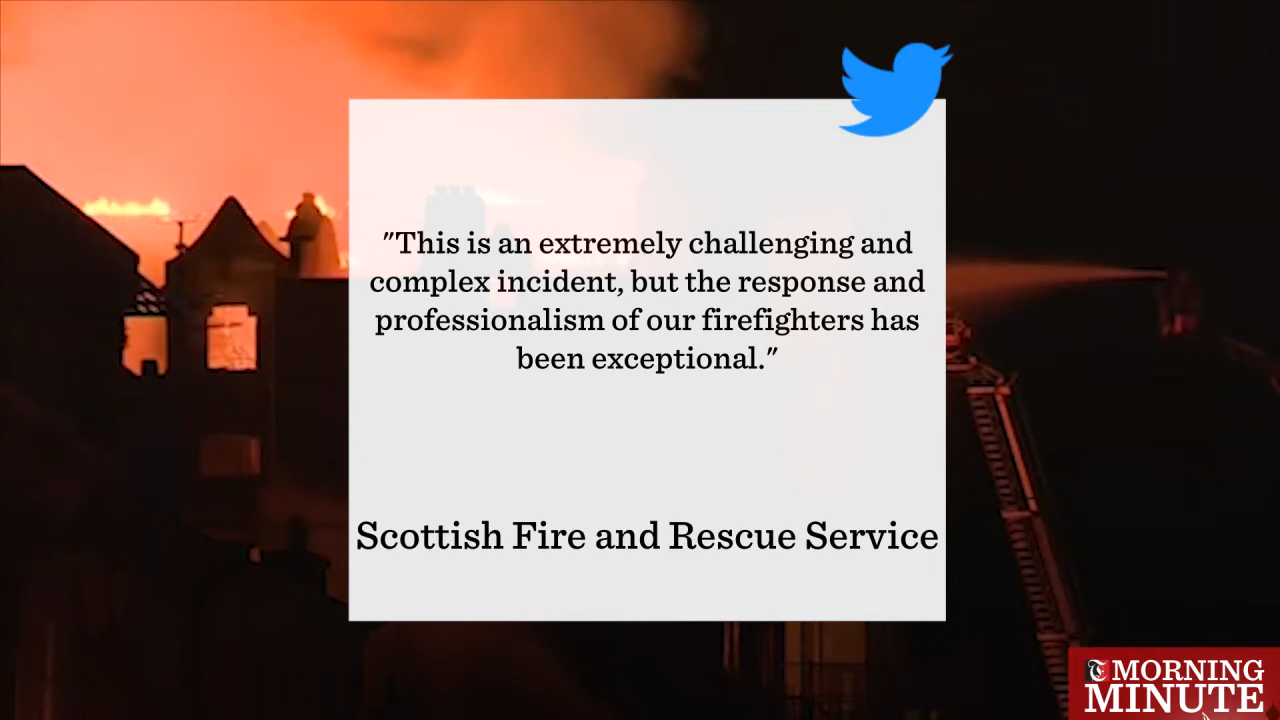 "This is an extremely challenging and
complex incident, but the response and
professionalism of our firefighters has
been exceptional."
Scottish Fire and Rescue Service
T MORNING
MINUTE